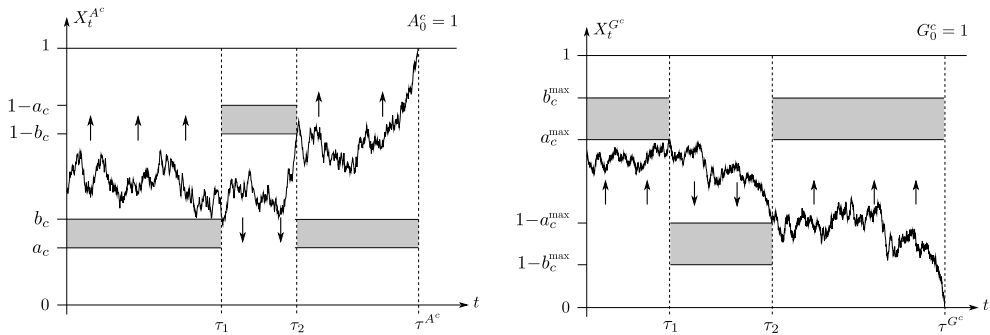 X_t^{A^c}
A_0^c = 1
1
1−a_c
1−b_c
b_c
a_c
0
τ_1
τ_2
τ^{A^c}
t
X_t^{G^c}
G_0^c = 1
1
b_c^{max}
a_c^{max}
1−a_c^{max}
1−b_c^{max}
0
τ_1
τ_2
τ^{G^c}
t